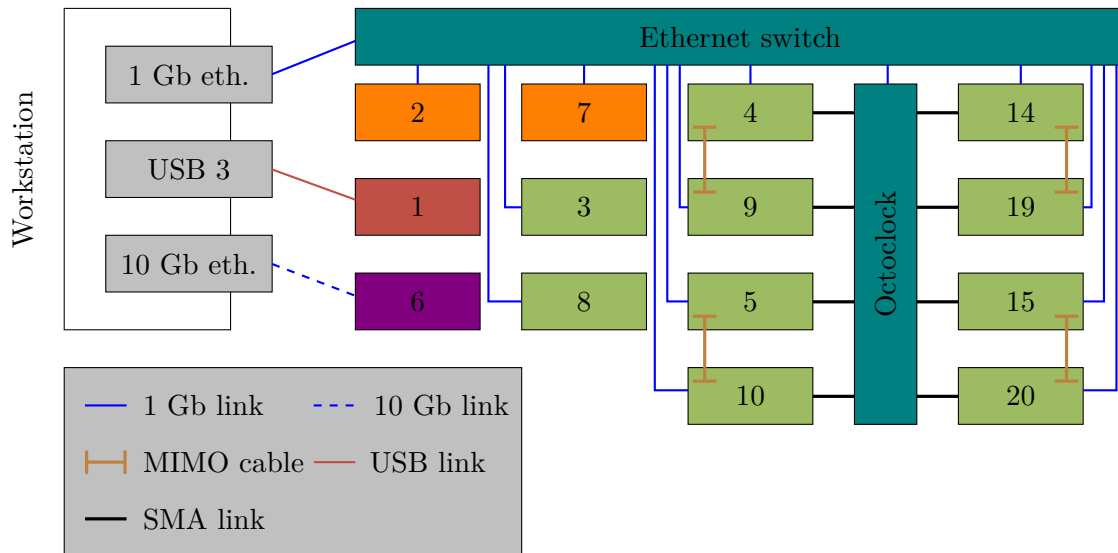 Workstation
1 Gb eth.
USB 3
10 Gb eth.
Ethernet switch
2
7
4
14
1
3
9
19
6
8
5
15
10
20
Octoclock
1 Gb link
10 Gb link
MIMO cable
USB link
SMA link